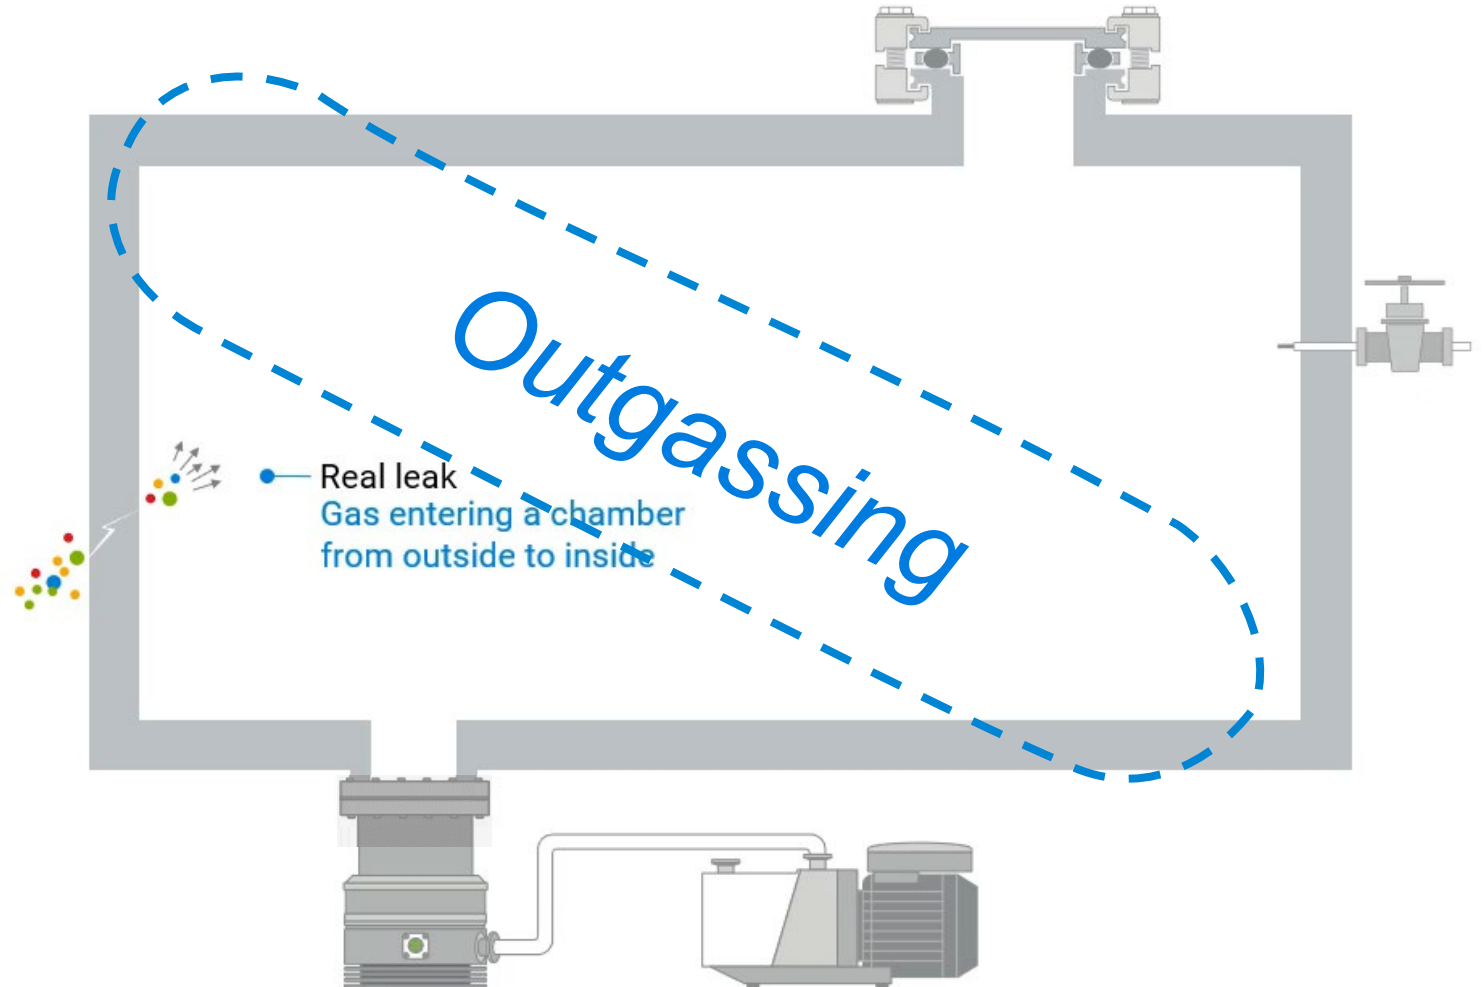 Outgassing
Real leak
Gas entering a chamber
from outside to inside